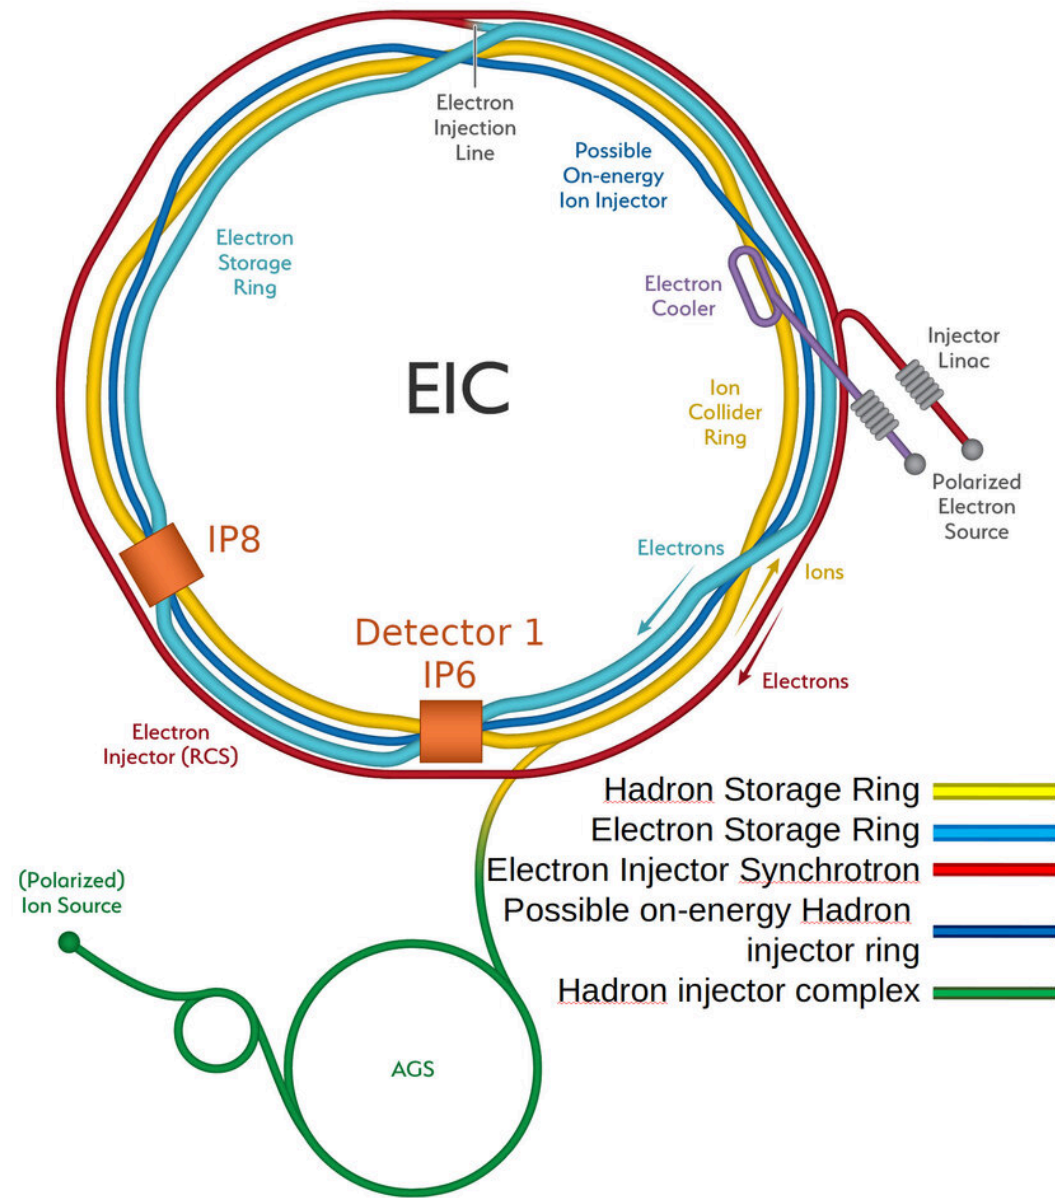 Electron
Injection
Line
Possible
On-energy
Ion Injector
Electron
Storage
Ring
Electron
Cooler
Injector
Linac
EIC
Ion
Collider
Ring
Polarized
Electron
Source
IP8
Electrons
Ions
Detector 1
IP6
Electrons
Electron
Injector (RCS)
Hadron Storage Ring
Electron Storage Ring
Electron Injector Synchrotron
Possible on-energy Hadron
injector ring
Hadron injector complex
(Polarized)
Ion Source
AGS